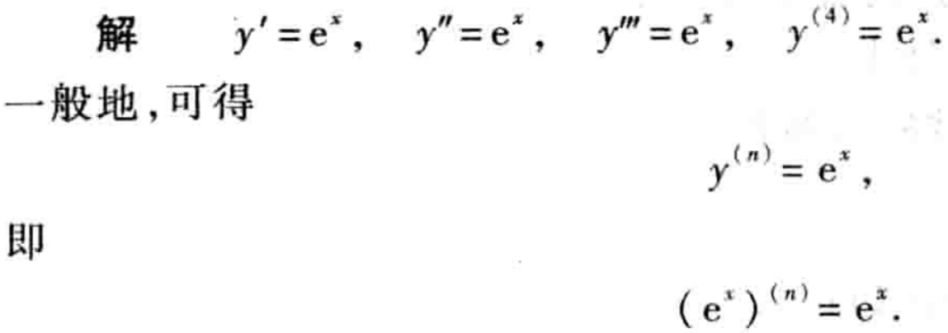 解 y′ = eˣ, y″ = eˣ, y‴ = eˣ, y⁽⁴⁾ = eˣ.
一般地,可得
y⁽ⁿ⁾ = eˣ,
即
(eˣ)⁽ⁿ⁾ = eˣ.